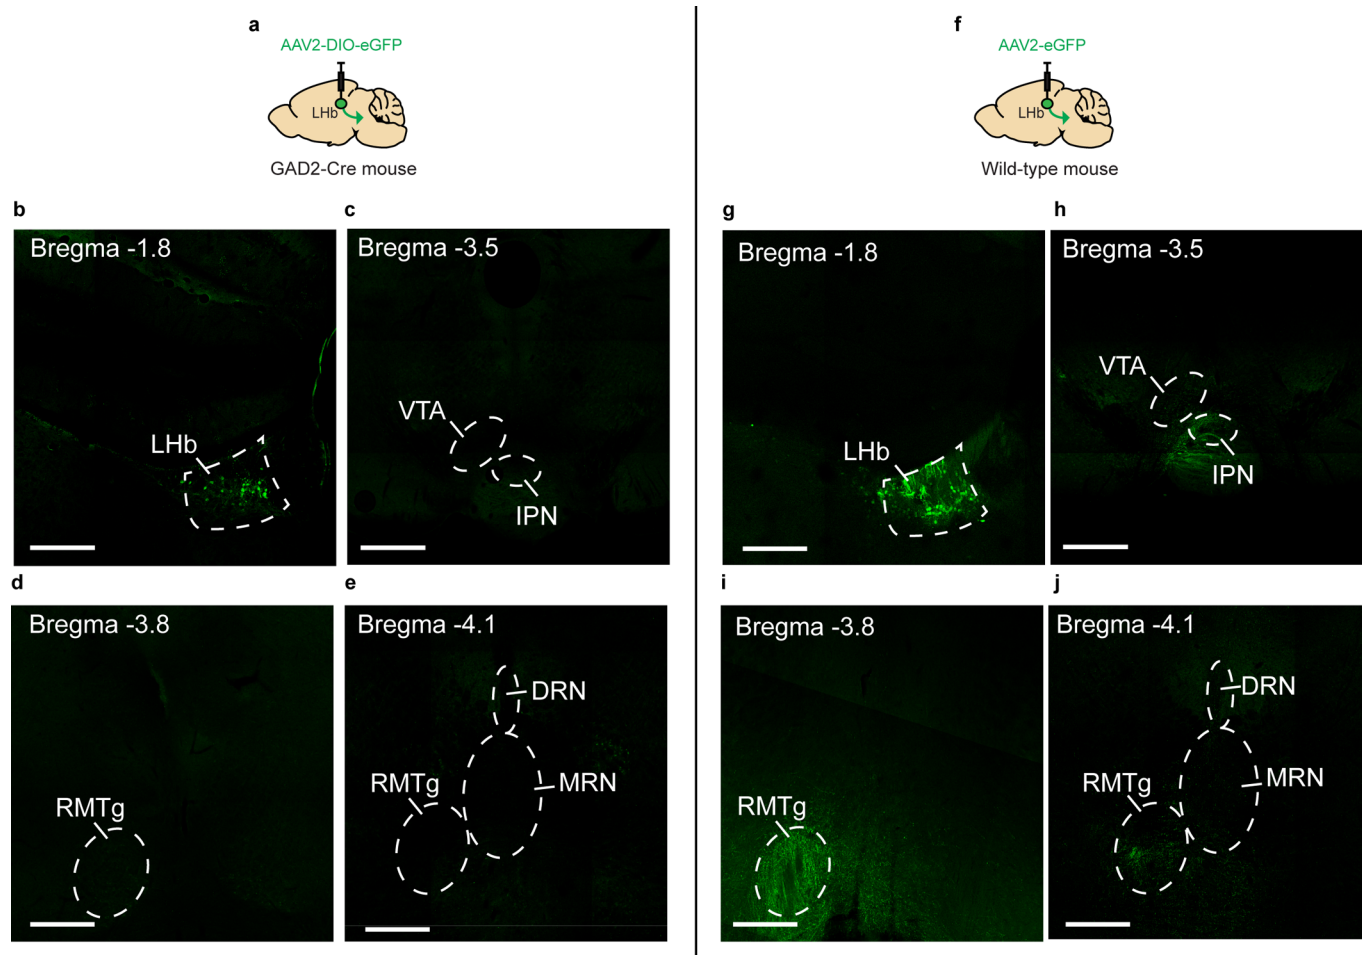 a
AAV2-DIO-eGFP
LHb
GAD2-Cre mouse
b
Bregma -1.8
LHb
c
Bregma -3.5
VTA
IPN
d
Bregma -3.8
RMTg
e
Bregma -4.1
DRN
RMTg
MRN
f
AAV2-eGFP
LHb
Wild-type mouse
g
Bregma -1.8
LHb
h
Bregma -3.5
VTA
IPN
i
Bregma -3.8
RMTg
j
Bregma -4.1
DRN
MRN
RMTg